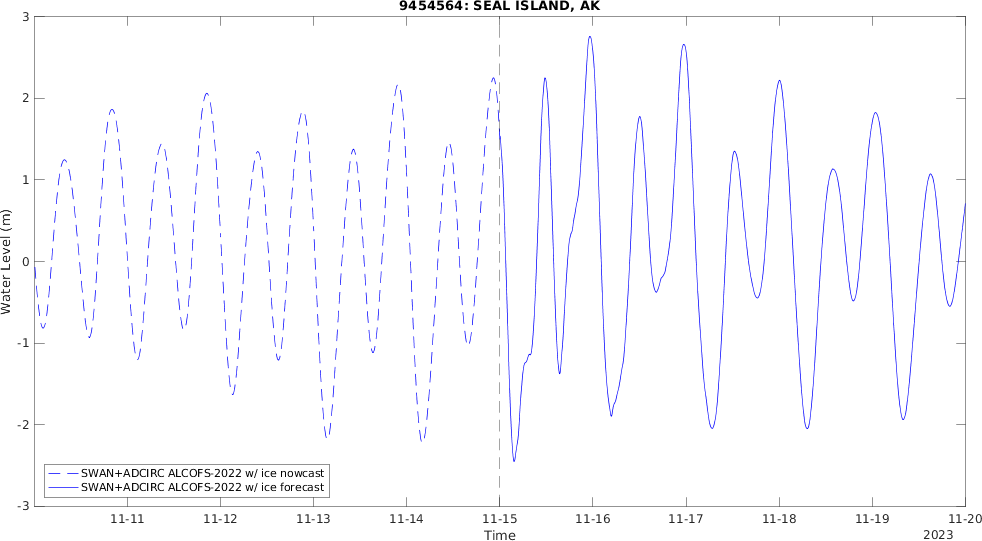 9454564: SEAL ISLAND, AK
3
2
1
0
-1
-2
-3
Water Level (m)
SWAN+ADCIRC ALCOFS-2022 w/ ice nowcast
SWAN+ADCIRC ALCOFS-2022 w/ ice forecast
11-11 11-12 11-13 11-14 11-15 11-16 11-17 11-18 11-19 11-20
Time
2023